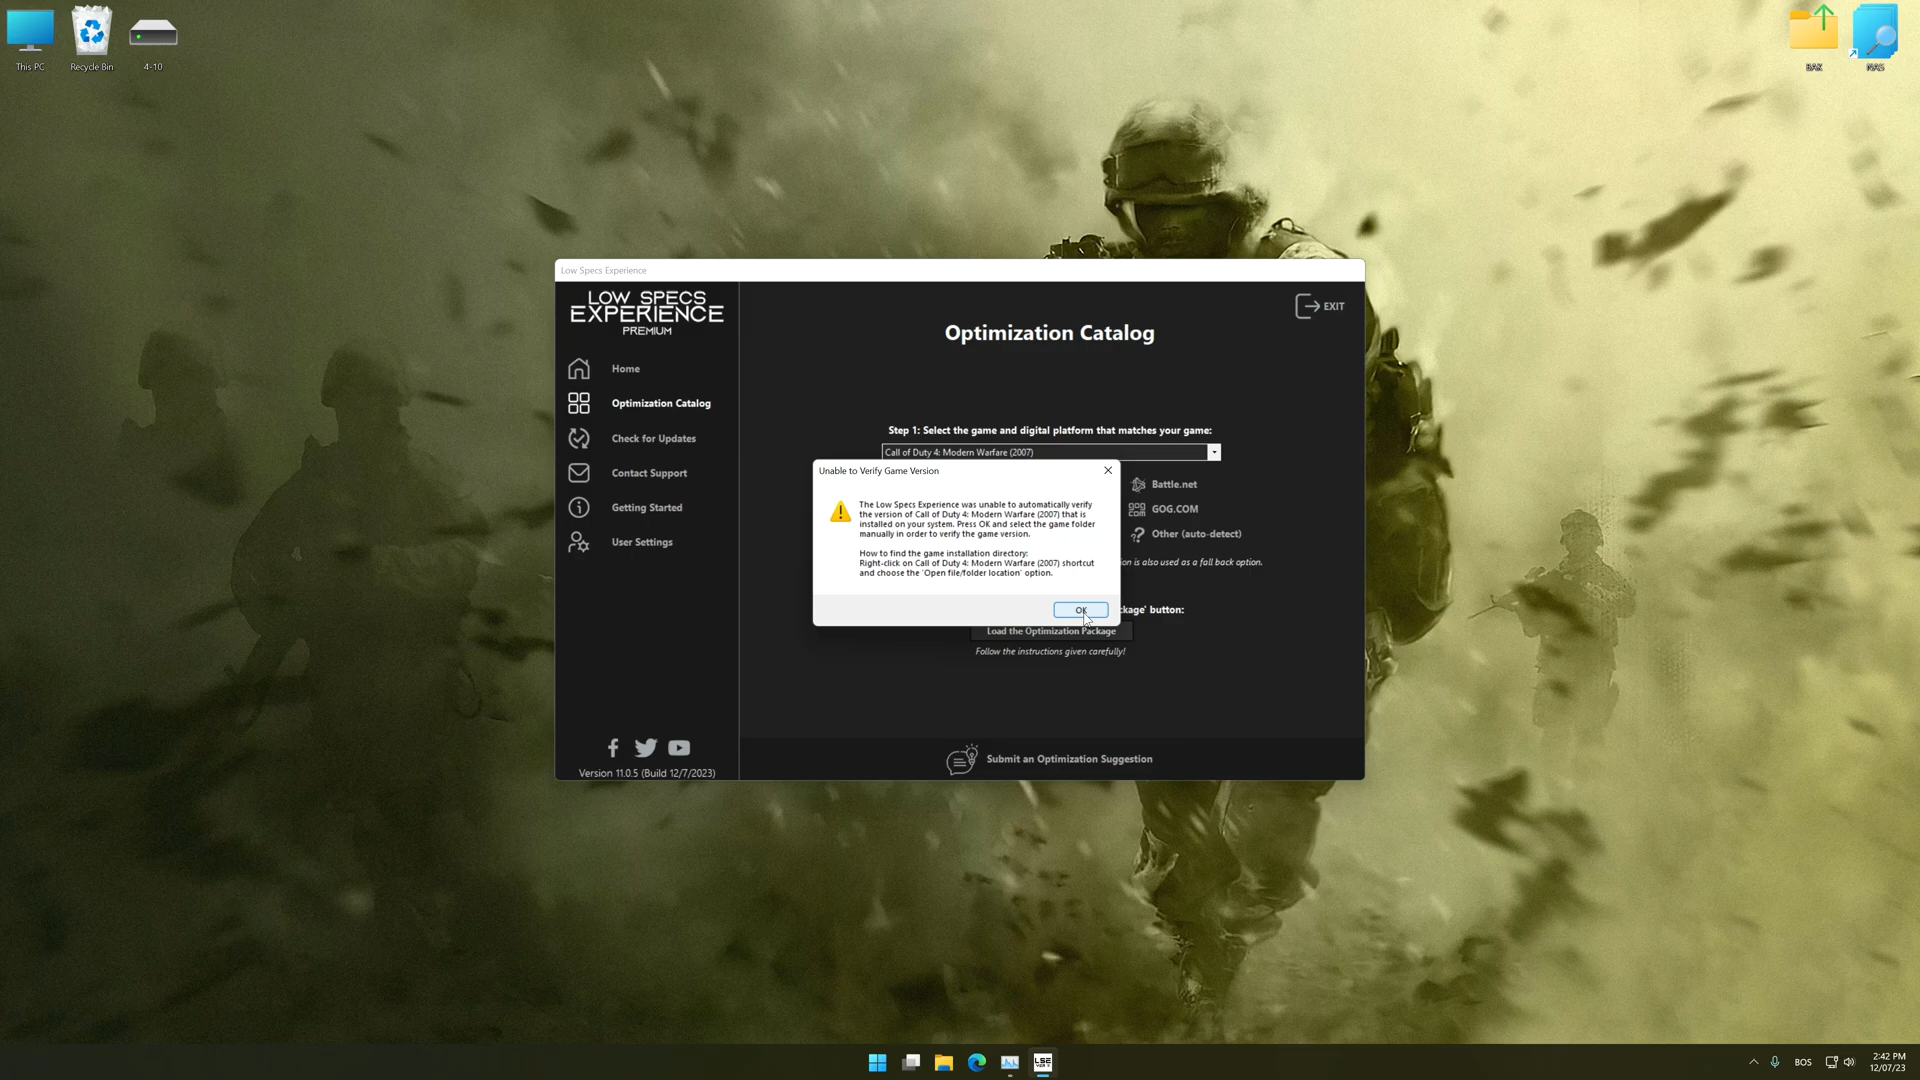 This PC
Recycle Bin
4-10
BAK
NAS
Low Specs Experience
LOW SPECS
EXPERIENCE
PREMIUM
Home
Optimization Catalog
Check for Updates
Contact Support
Getting Started
User Settings
Version 11.0.5 (Build 12/7/2023)
EXIT
Optimization Catalog
Step 1: Select the game and digital platform that matches your game:
Call of Duty 4: Modern Warfare (2007)
Battle.net
GOG.COM
Other (auto-detect)
ion is also used as a fall back option.
kage' button:
Load the Optimization Package
Follow the instructions given carefully!
Submit an Optimization Suggestion
Unable to Verify Game Version
The Low Specs Experience was unable to automatically verify
the version of Call of Duty 4: Modern Warfare (2007) that is
installed on your system. Press OK and select the game folder
manually in order to verify the game version.
How to find the game installation directory:
Right-click on Call of Duty 4: Modern Warfare (2007) shortcut
and choose the 'Open file/folder location' option.
OK
LSE
BOS
2:42 PM
12/07/23